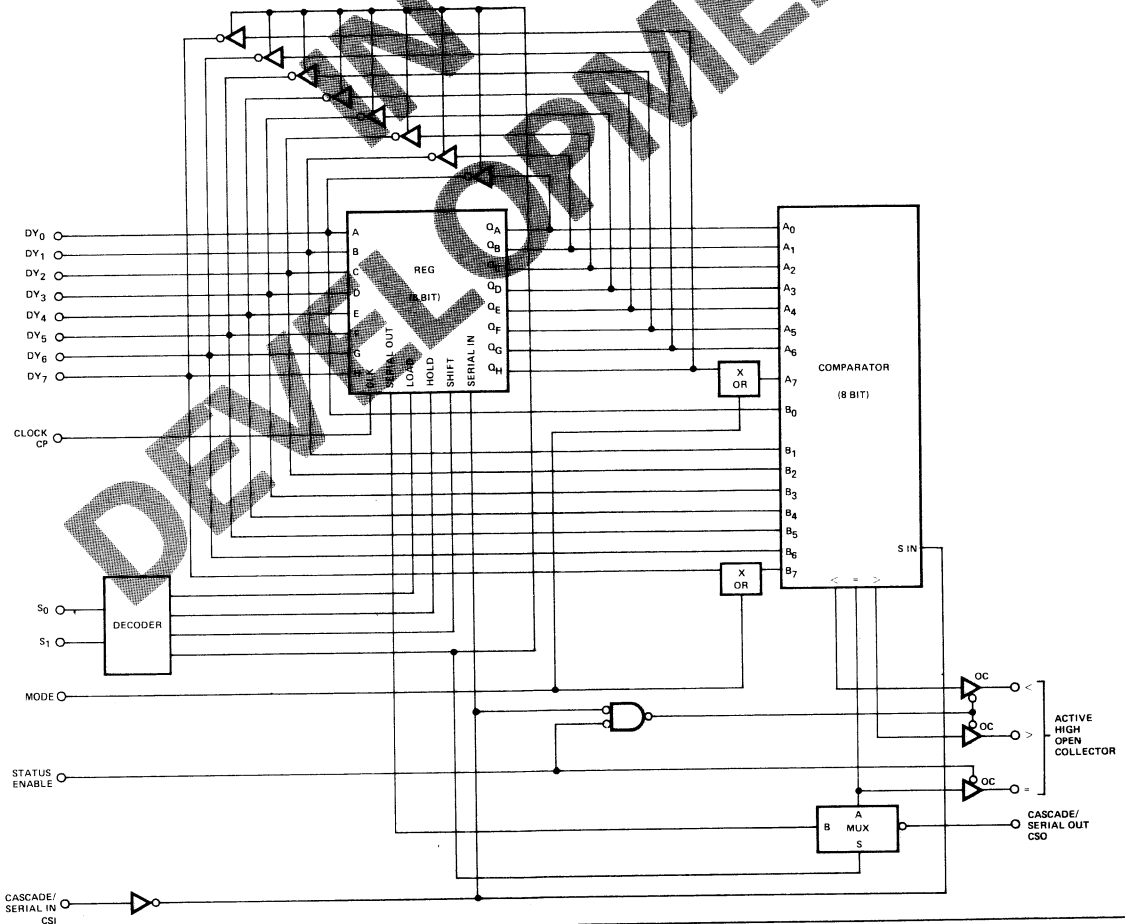 IN
DEVELOPMEN
DY0
DY1
DY2
DY3
DY4
DY5
DY6
DY7
CLOCK
CP
A
B
C
D
E
F
G
H
REG
(8 BIT)
CLK
SERIAL OUT
LOAD
HOLD
SHIFT
SERIAL IN
QA
QB
QC
QD
QE
QF
QG
QH
X
OR
A0
A1
A2
A3
A4
A5
A6
A7
B0
B1
B2
B3
B4
B5
B6
B7
COMPARATOR
(8 BIT)
S IN
< = >
X
OR
S0
S1
DECODER
MODE
STATUS
ENABLE
OC
<
OC
>
OC
=
ACTIVE
HIGH
OPEN
COLLECTOR
A
B MUX
S
CASCADE/
SERIAL OUT
CSO
CASCADE/
SERIAL IN
CSI